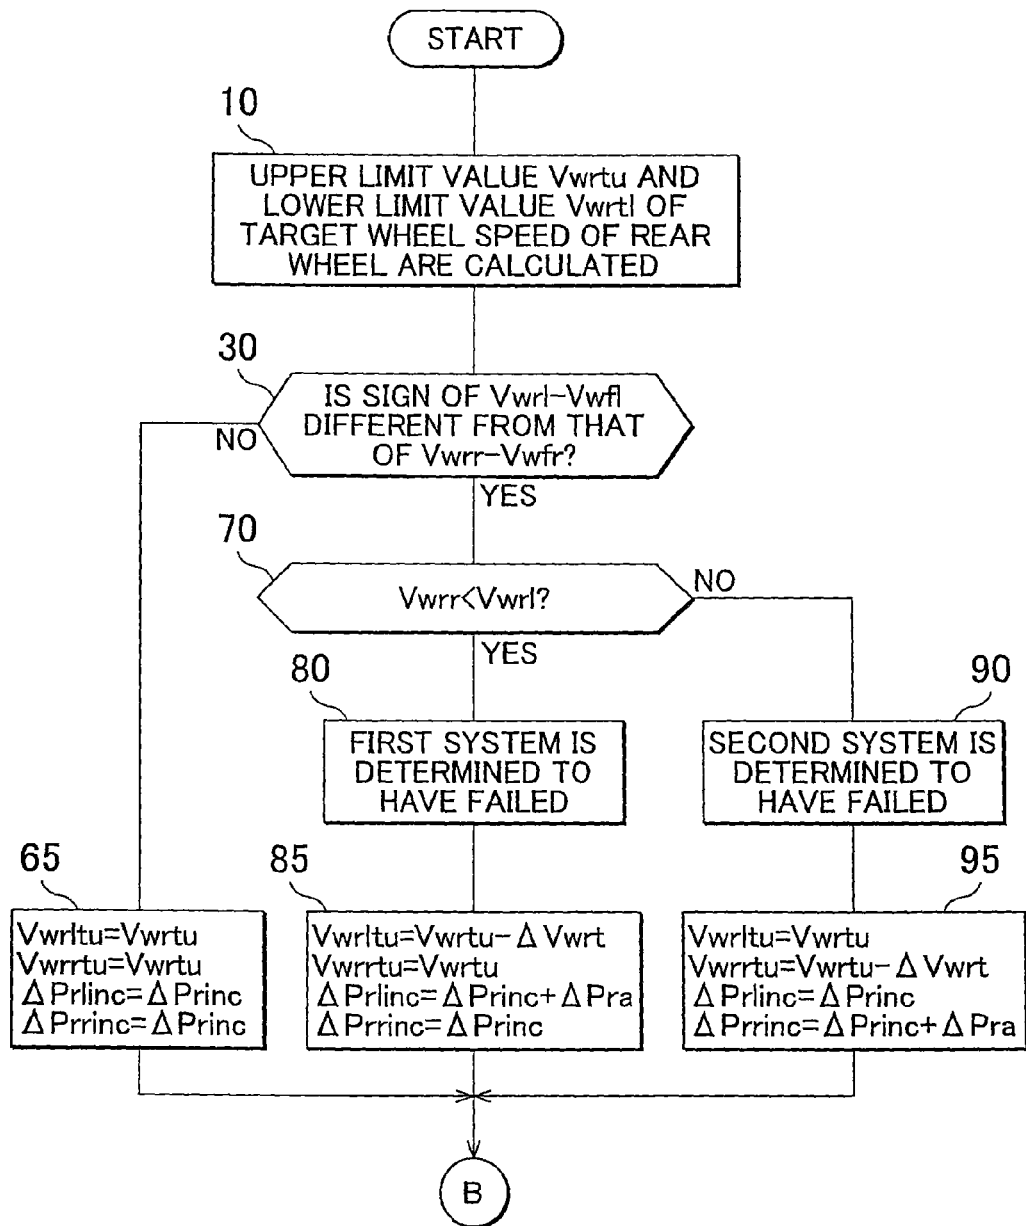 START
10
UPPER LIMIT VALUE Vwrtu AND
LOWER LIMIT VALUE Vwrtl OF
TARGET WHEEL SPEED OF REAR
WHEEL ARE CALCULATED
30
IS SIGN OF Vwrl-Vwfl
DIFFERENT FROM THAT
OF Vwrr-Vwfr?
NO
YES
70
Vwrr<Vwrl?
NO
YES
80
FIRST SYSTEM IS
DETERMINED TO
HAVE FAILED
90
SECOND SYSTEM IS
DETERMINED TO
HAVE FAILED
65
Vwrltu=Vwrtu
Vwrrtu=Vwrtu
ΔPrlinc=ΔPrinc
ΔPrrinc=ΔPrinc
85
Vwrltu=Vwrtu-ΔVwrt
Vwrrtu=Vwrtu
ΔPrlinc=ΔPrinc+ΔPra
ΔPrrinc=ΔPrinc
95
Vwrltu=Vwrtu
Vwrrtu=Vwrtu-ΔVwrt
ΔPrlinc=ΔPrinc
ΔPrrinc=ΔPrinc+ΔPra
B